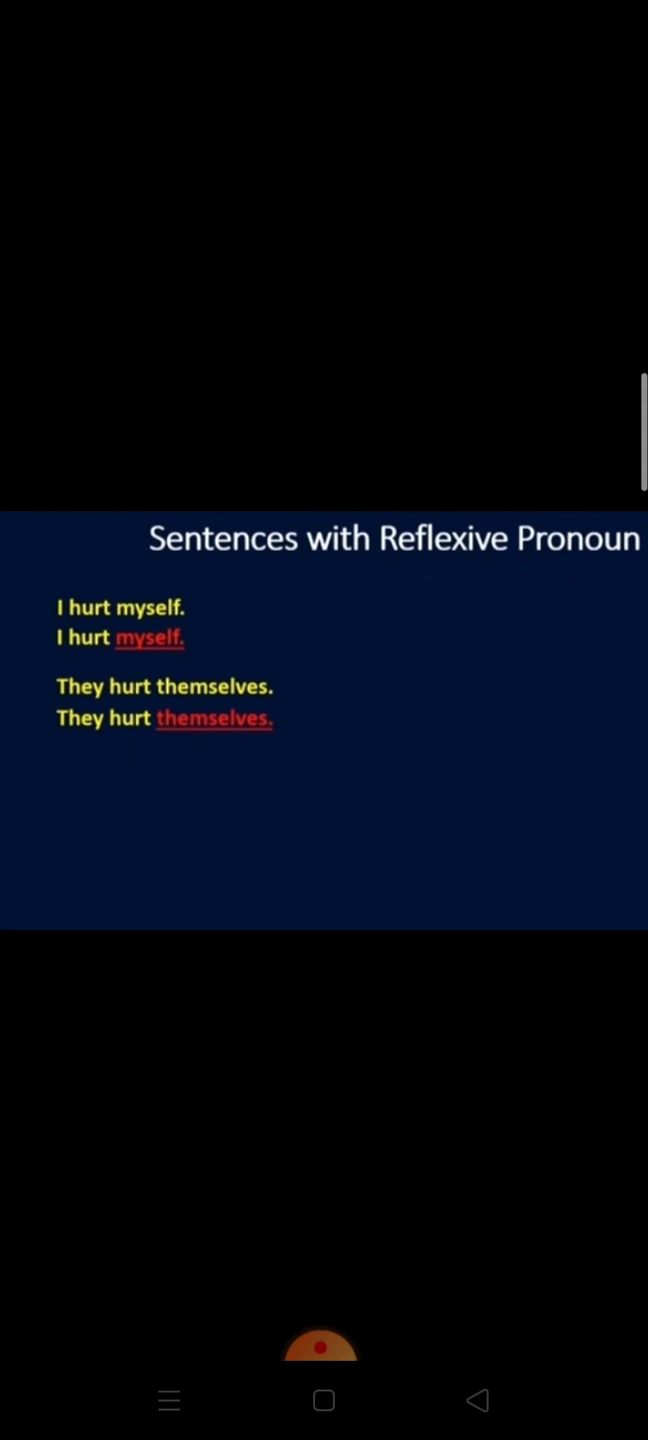 Sentences with Reflexive Pronoun
I hurt myself.
I hurt myself.
They hurt themselves.
They hurt themselves.